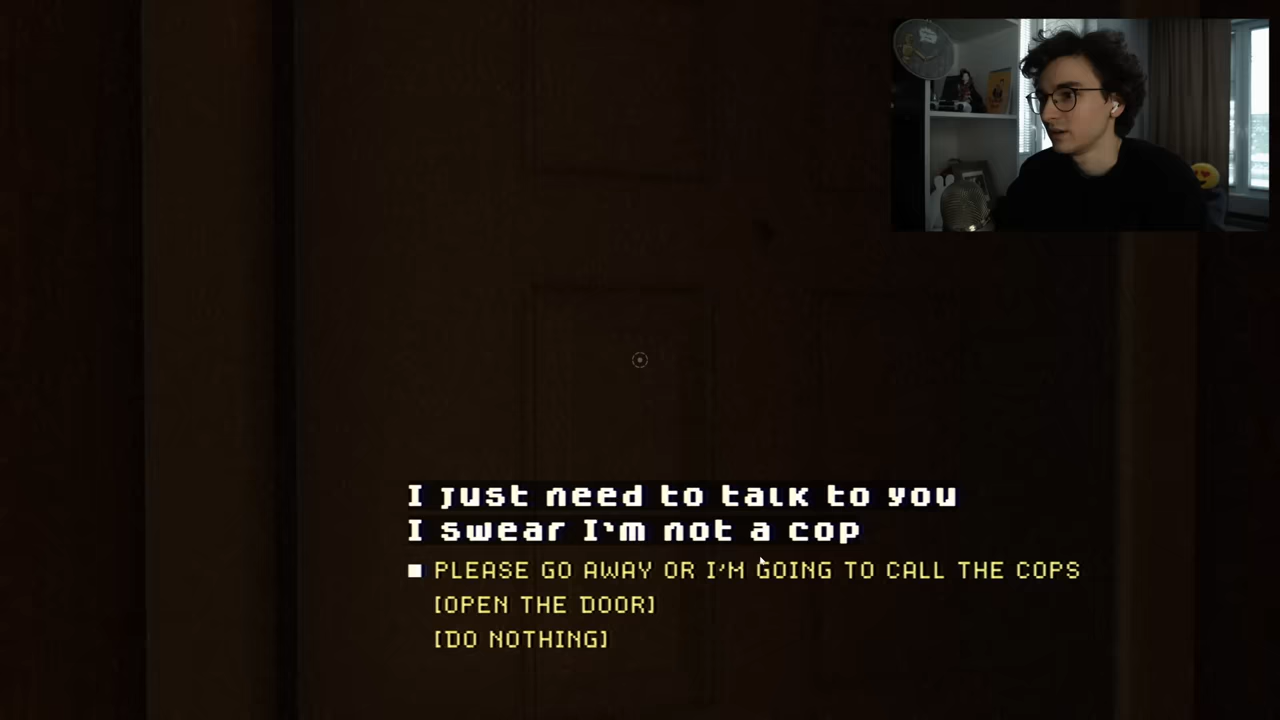 I just need to talk to you
I swear I'm not a cop
PLEASE GO AWAY OR I'M GOING TO CALL THE COPS
[OPEN THE DOOR]
[DO NOTHING]